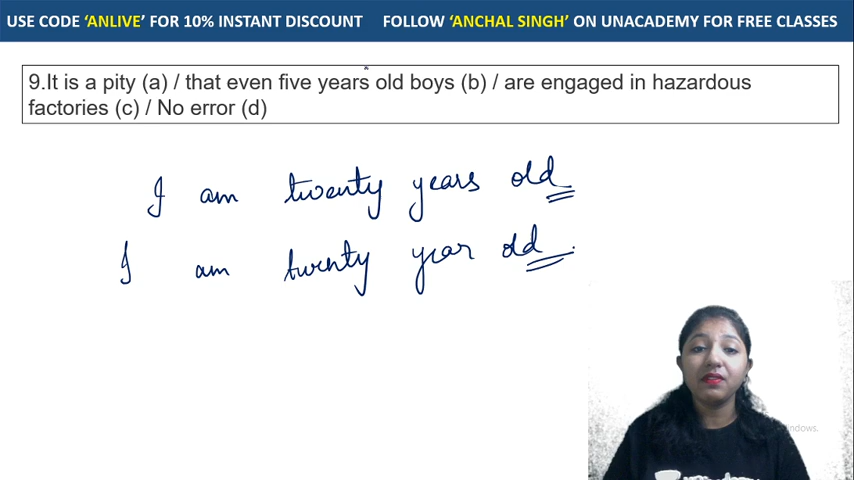 USE CODE ‘ANLIVE’ FOR 10% INSTANT DISCOUNT FOLLOW ‘ANCHAL SINGH’ ON UNACADEMY FOR FREE CLASSES
9.It is a pity (a) / that even five years old boys (b) / are engaged in hazardous
factories (c) / No error (d)
I am twenty years old
I am twenty year old.
indows.